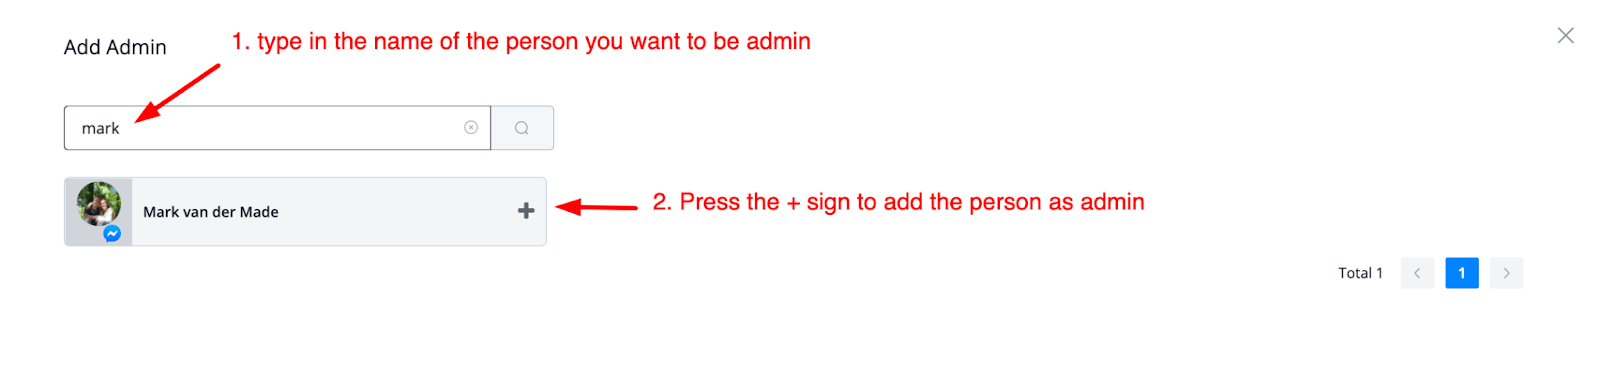 Add Admin
1. type in the name of the person you want to be admin
mark
Mark van der Made
2. Press the + sign to add the person as admin
Total 1
1